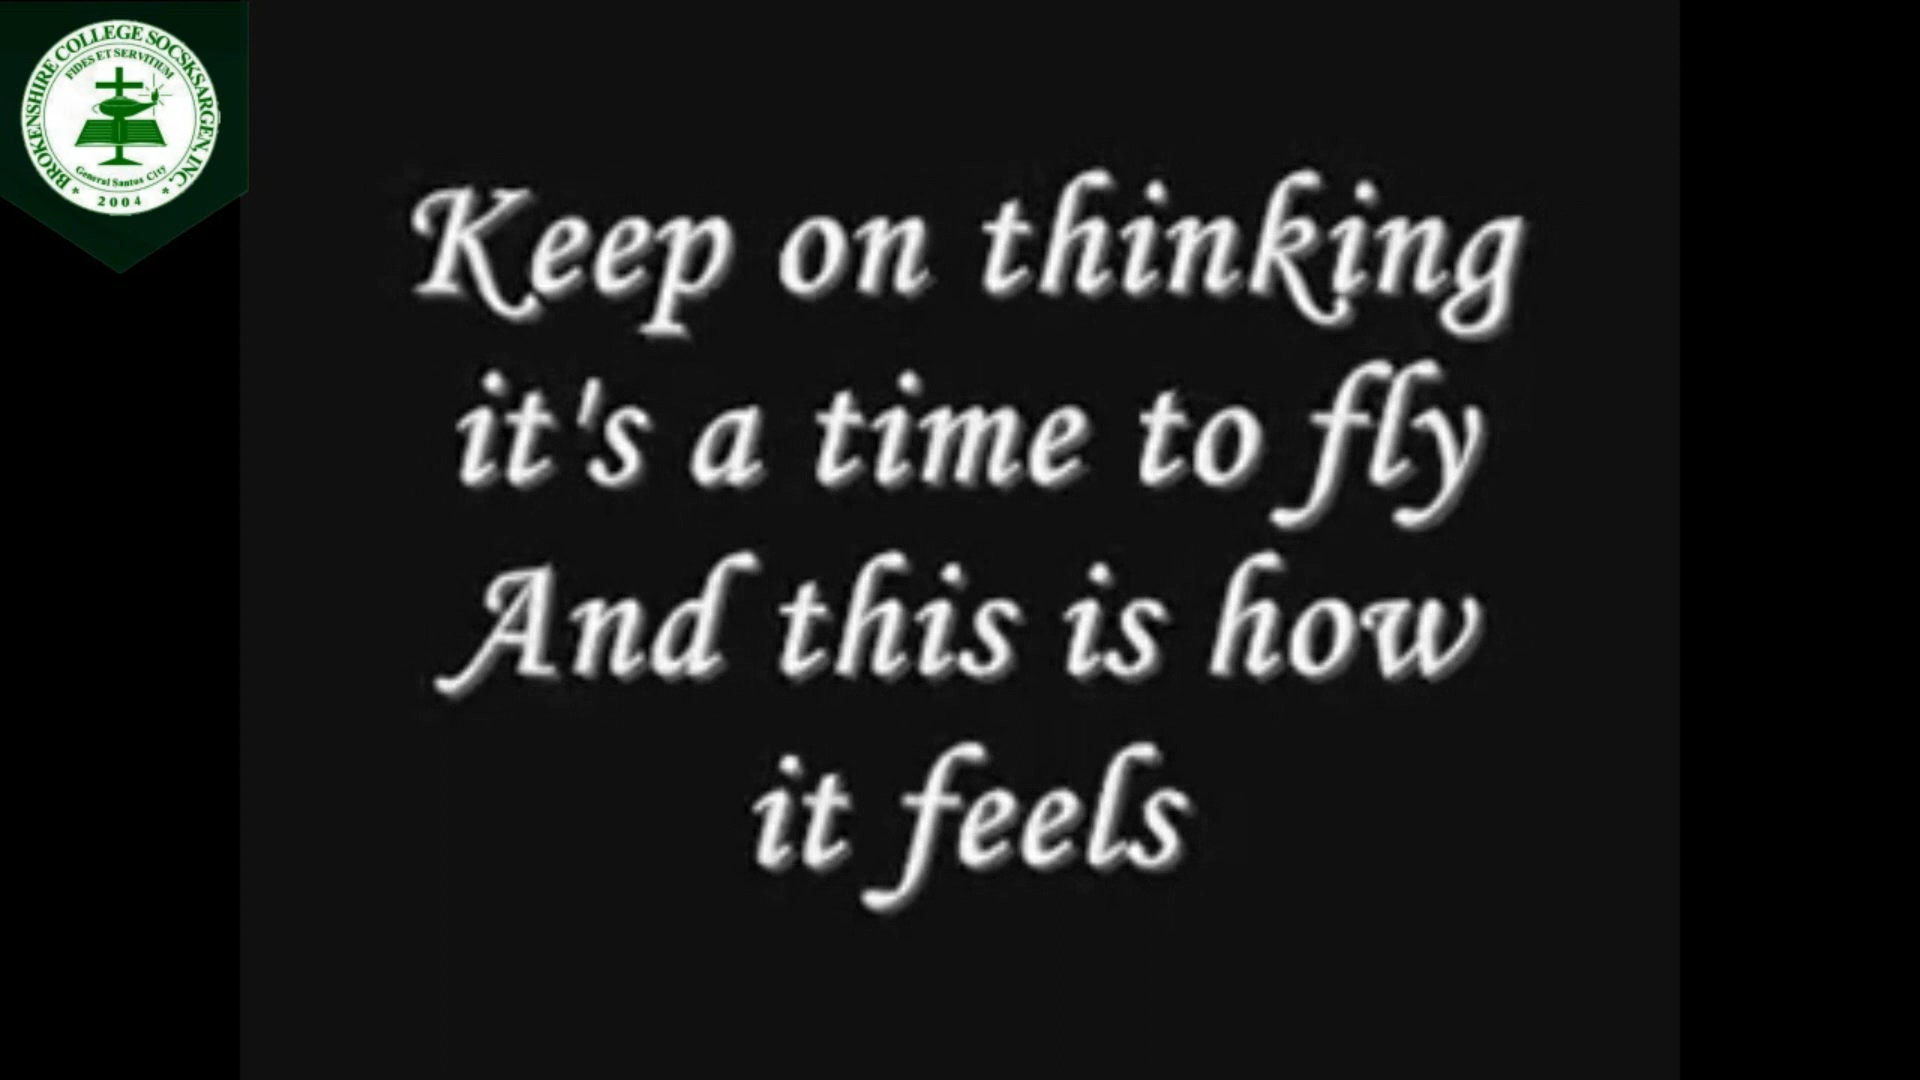 BROKENSHIRE COLLEGE SOCSKSARGEN, INC.
FIDES ET SERVITIUM
General Santos City
* 2004 *
Keep on thinking
it's a time to fly
And this is how
it feels